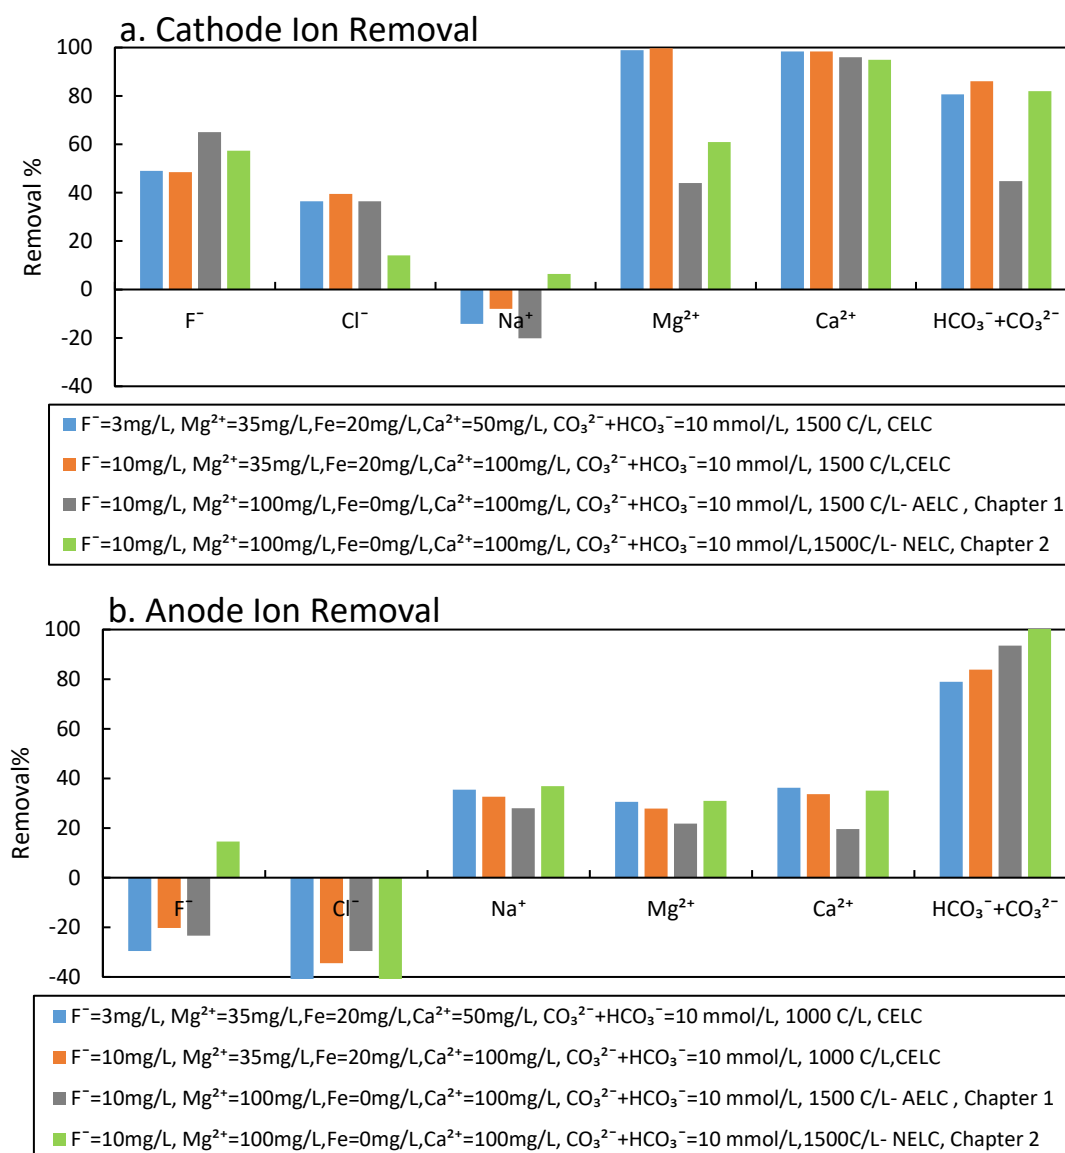 a. Cathode Ion Removal
Removal %
100
80
60
40
20
0
-20
-40
F⁻ Cl⁻ Na⁺ Mg²⁺ Ca²⁺ HCO₃⁻+CO₃²⁻
F⁻=3mg/L, Mg²⁺=35mg/L,Fe=20mg/L,Ca²⁺=50mg/L, CO₃²⁻+HCO₃⁻=10 mmol/L, 1500 C/L, CELC
F⁻=10mg/L, Mg²⁺=35mg/L,Fe=20mg/L,Ca²⁺=100mg/L, CO₃²⁻+HCO₃⁻=10 mmol/L, 1500 C/L,CELC
F⁻=10mg/L, Mg²⁺=100mg/L,Fe=0mg/L,Ca²⁺=100mg/L, CO₃²⁻+HCO₃⁻=10 mmol/L, 1500 C/L- AELC , Chapter 1
F⁻=10mg/L, Mg²⁺=100mg/L,Fe=0mg/L,Ca²⁺=100mg/L, CO₃²⁻+HCO₃⁻=10 mmol/L,1500C/L- NELC, Chapter 2
b. Anode Ion Removal
Removal%
100
80
60
40
20
0
-20
-40
F⁻ Cl⁻ Na⁺ Mg²⁺ Ca²⁺ HCO₃⁻+CO₃²⁻
F⁻=3mg/L, Mg²⁺=35mg/L,Fe=20mg/L,Ca²⁺=50mg/L, CO₃²⁻+HCO₃⁻=10 mmol/L, 1000 C/L, CELC
F⁻=10mg/L, Mg²⁺=35mg/L,Fe=20mg/L,Ca²⁺=100mg/L, CO₃²⁻+HCO₃⁻=10 mmol/L, 1000 C/L,CELC
F⁻=10mg/L, Mg²⁺=100mg/L,Fe=0mg/L,Ca²⁺=100mg/L, CO₃²⁻+HCO₃⁻=10 mmol/L, 1500 C/L- AELC , Chapter 1
F⁻=10mg/L, Mg²⁺=100mg/L,Fe=0mg/L,Ca²⁺=100mg/L, CO₃²⁻+HCO₃⁻=10 mmol/L,1500C/L- NELC, Chapter 2